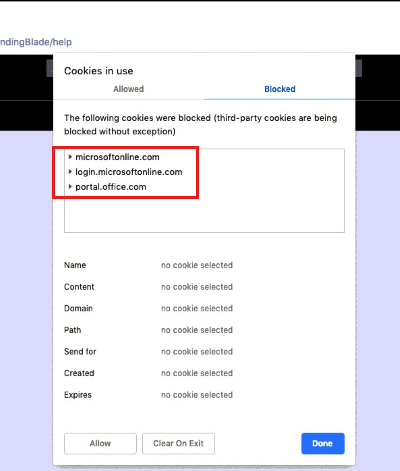 ndingBlade/help
Cookies in use
Allowed Blocked
The following cookies were blocked (third-party cookies are being
blocked without exception)
microsoftonline.com
login.microsoftonline.com
portal.office.com
Name no cookie selected
Content no cookie selected
Domain no cookie selected
Path no cookie selected
Send for no cookie selected
Created no cookie selected
Expires no cookie selected
Allow Clear On Exit Done